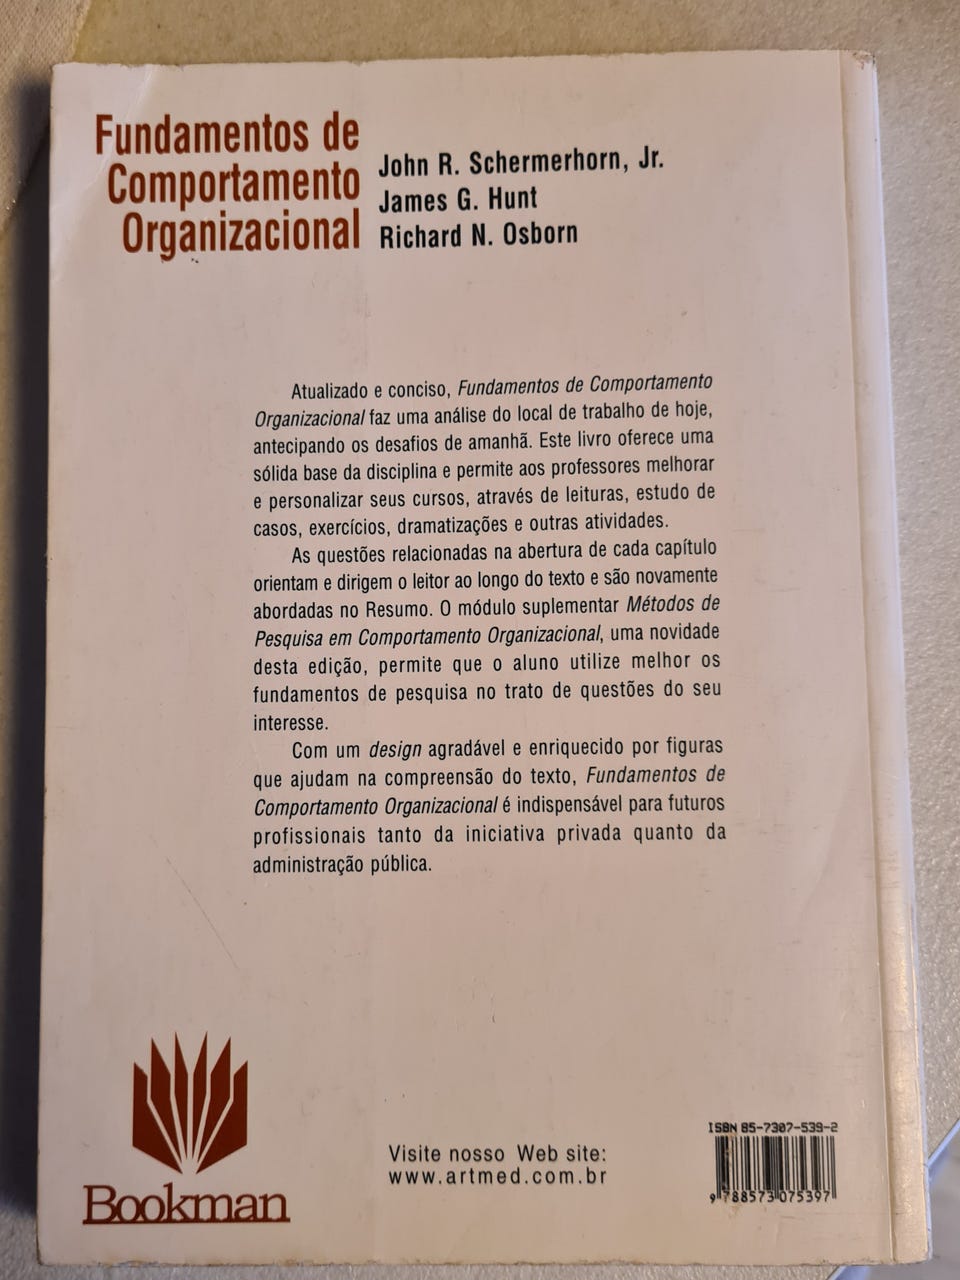 Fundamentos de
Comportamento
Organizacional
John R. Schermerhorn, Jr.
James G. Hunt
Richard N. Osborn
Atualizado e conciso, Fundamentos de Comportamento
Organizacional faz uma análise do local de trabalho de hoje,
antecipando os desafios de amanhã. Este livro oferece uma
sólida base da disciplina e permite aos professores melhorar
e personalizar seus cursos, através de leituras, estudo de
casos, exercícios, dramatizações e outras atividades.
As questões relacionadas na abertura de cada capítulo
orientam e dirigem o leitor ao longo do texto e são novamente
abordadas no Resumo. O módulo suplementar Métodos de
Pesquisa em Comportamento Organizacional, uma novidade
desta edição, permite que o aluno utilize melhor os
fundamentos de pesquisa no trato de questões do seu
interesse.
Com um design agradável e enriquecido por figuras
que ajudam na compreensão do texto, Fundamentos de
Comportamento Organizacional é indispensável para futuros
profissionais tanto da iniciativa privada quanto da
administração pública.
Bookman
Visite nosso Web site:
www.artmed.com.br
ISBN 85-7307-539-2
9 788573 075397